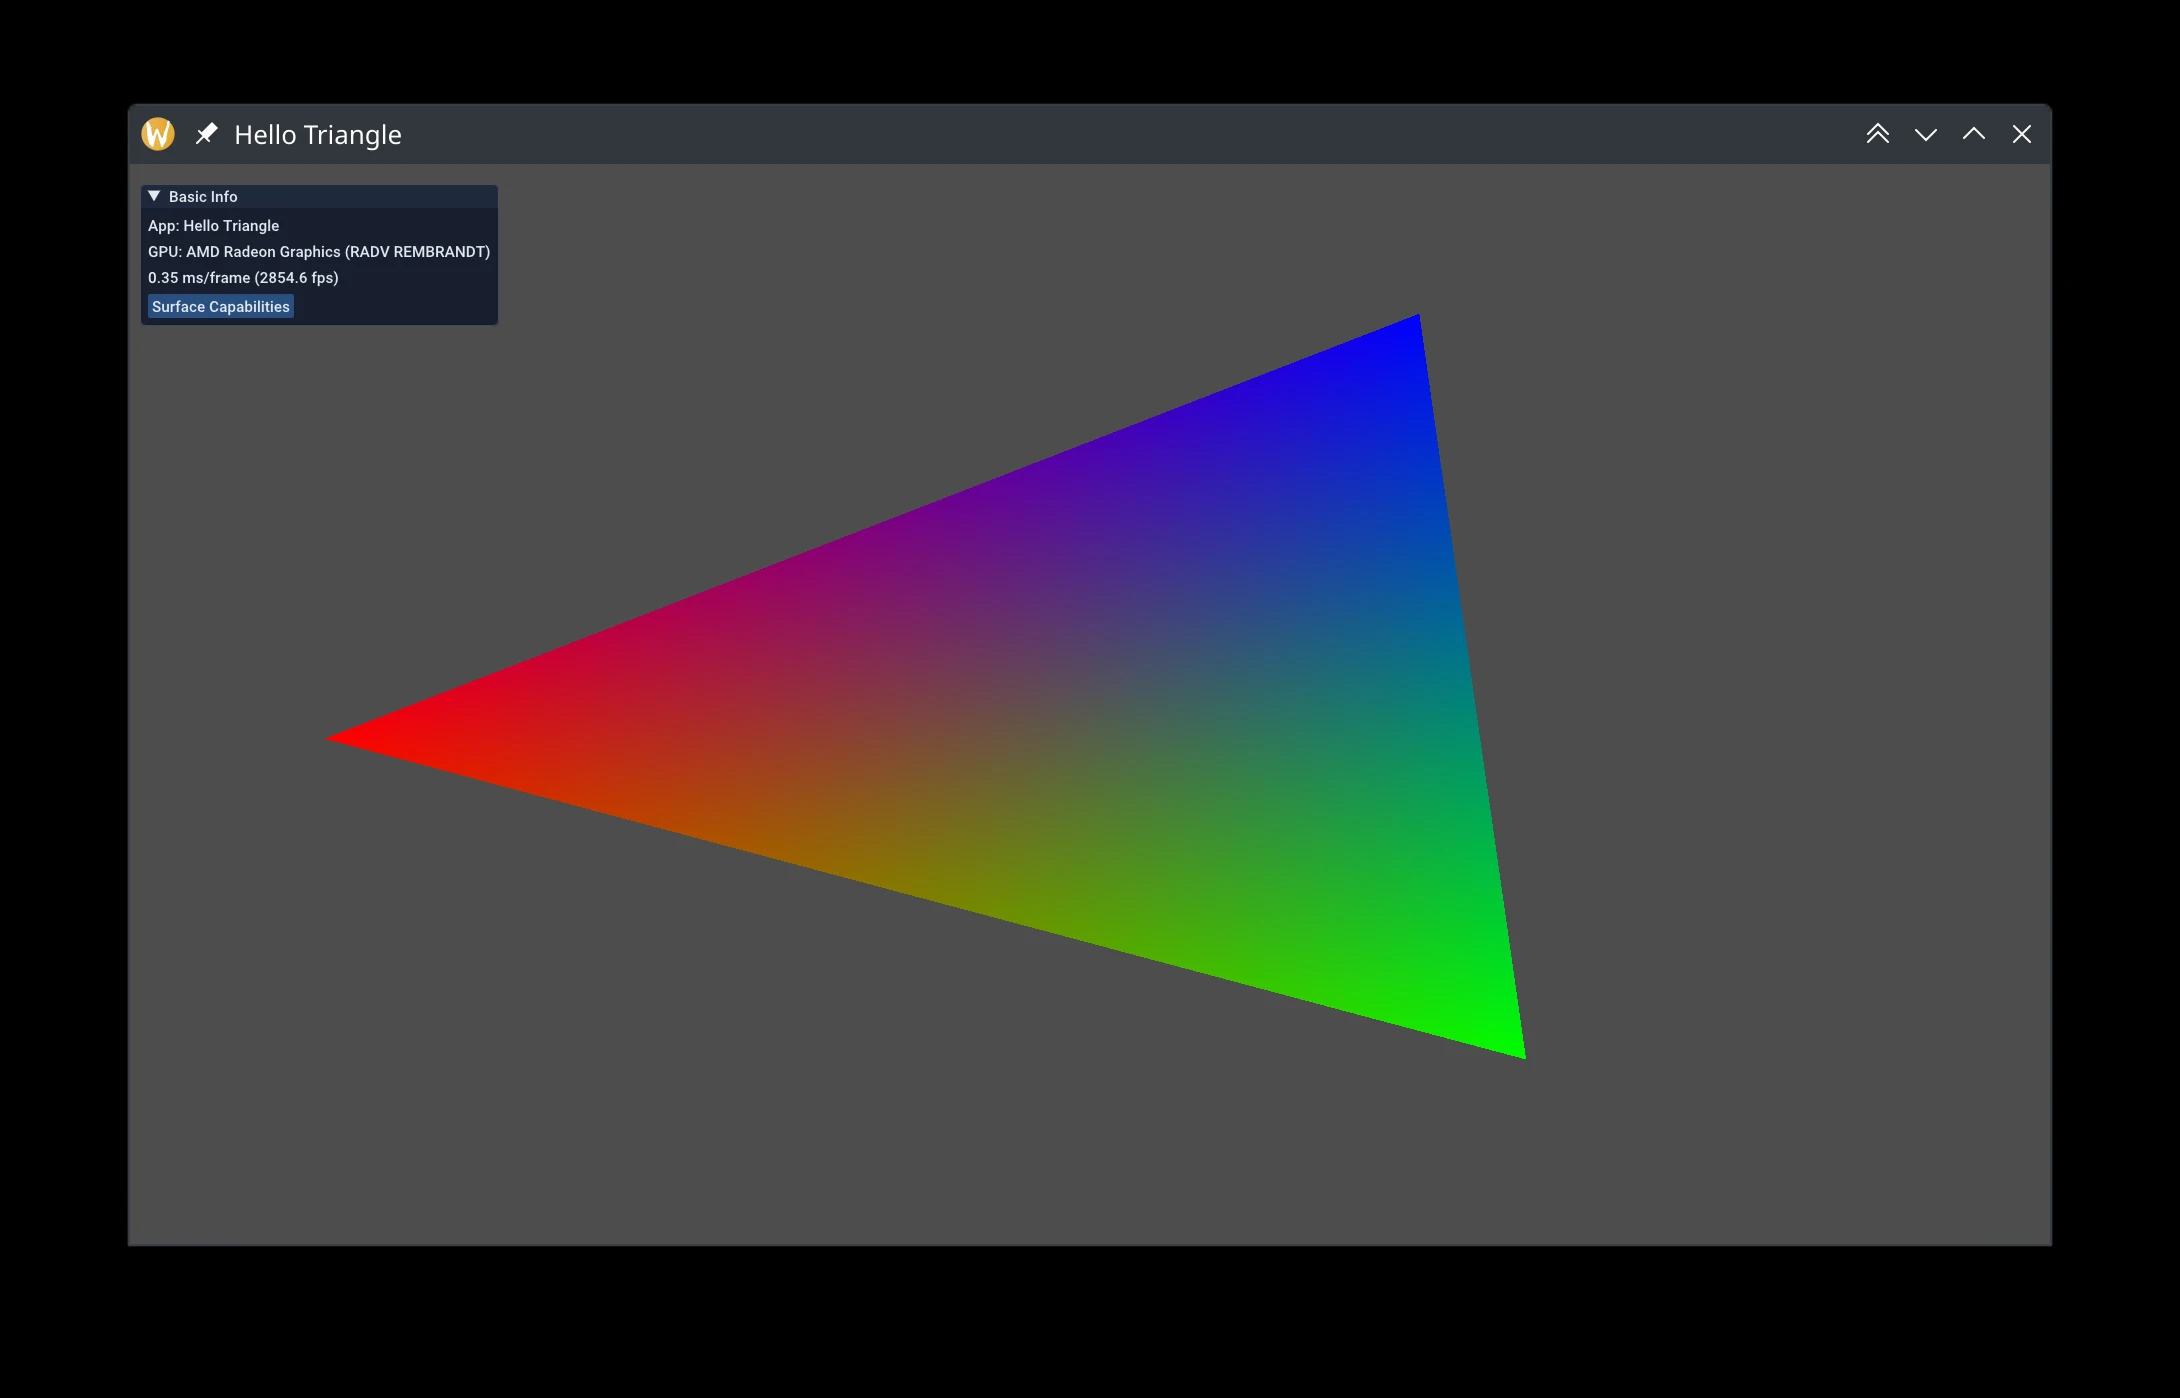 Hello Triangle
Basic Info
App: Hello Triangle
GPU: AMD Radeon Graphics (RADV REMBRANDT)
0.35 ms/frame (2854.6 fps)
Surface Capabilities